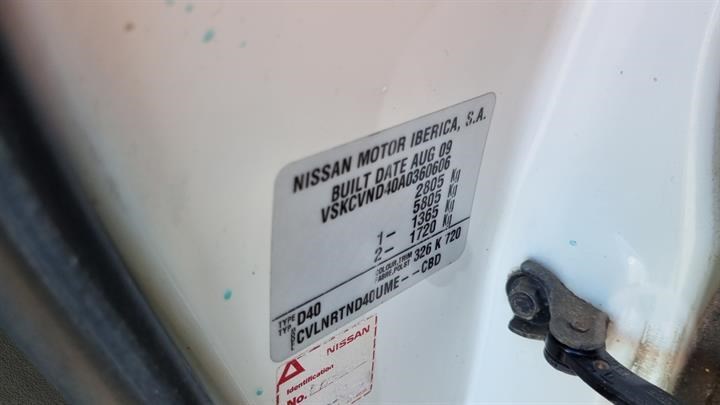 NISSAN MOTOR IBERICA, S.A.
BUILT DATE AUG 09
VSKCVND40A0360606
2805 Kg
5805 Kg
1- 1365 Kg
2- 1720 Kg
COLOUR,TRIM 326 K 720
TYPE D40
TYP CVLNRTND40UME- -CBD
NISSAN
Identification
No.